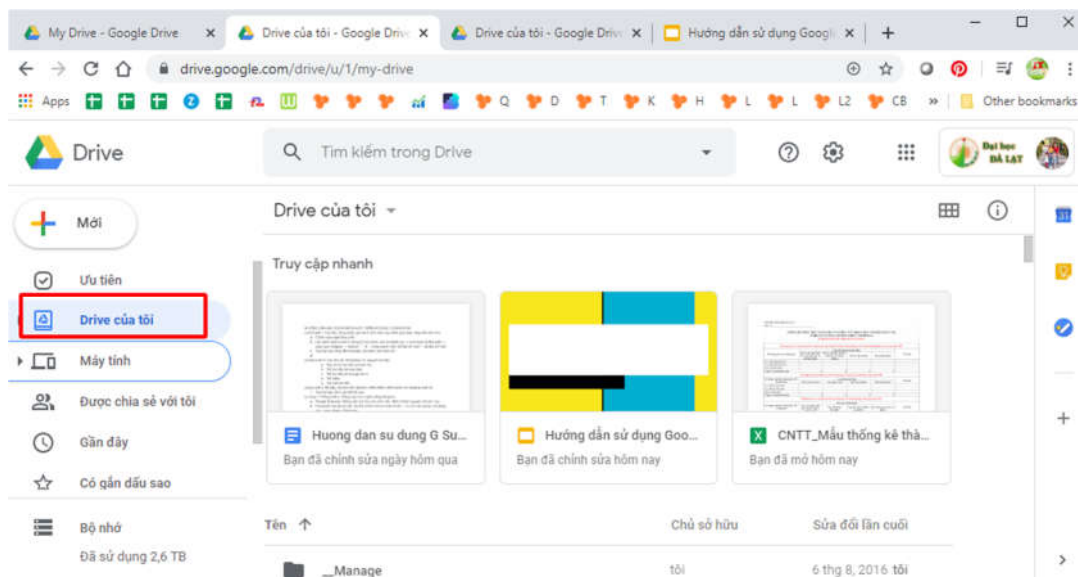 My Drive - Google Drive
Drive của tôi - Google Driv
Drive của tôi - Google Driv
Hướng dẫn sử dụng Googl
drive.google.com/drive/u/1/my-drive
Apps Q D T K H L L L2 CB » Other bookmarks
Drive
Tìm kiếm trong Drive
Đại học
ĐÀ LẠT
Mới
Drive của tôi
Truy cập nhanh
Ưu tiên
Drive của tôi
Máy tính
Được chia sẻ với tôi
Gần đây
Có gắn dấu sao
Bộ nhớ
Đã sử dụng 2,6 TB
Huong dan su dung G Su...
Bạn đã chỉnh sửa ngày hôm qua
Hướng dẫn sử dụng Goo...
Bạn đã chỉnh sửa hôm nay
X CNTT_Mẫu thống kê thà...
Bạn đã mở hôm nay
Tên Chủ sở hữu Sửa đổi lần cuối
__Manage tôi 6 thg 8, 2016 tôi
31